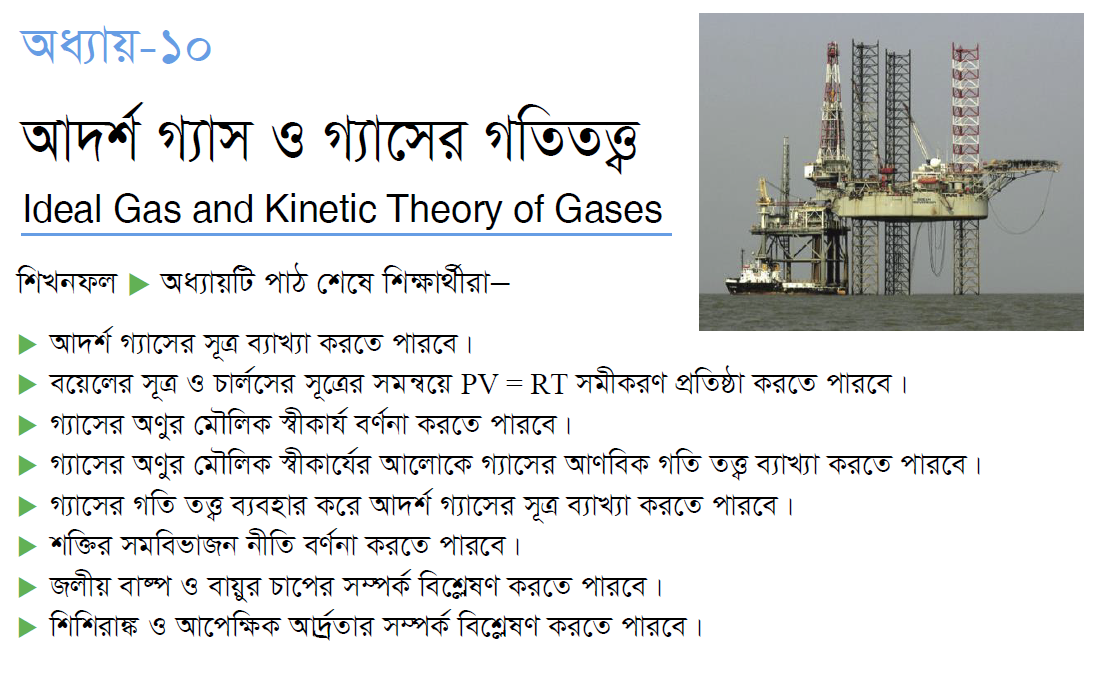 অধ্যায়-১০
আদর্শ গ্যাস ও গ্যাসের গতিতত্ত্ব
Ideal Gas and Kinetic Theory of Gases
শিখনফল ▶ অধ্যায়টি পাঠ শেষে শিক্ষার্থীরা–
▶ আদর্শ গ্যাসের সূত্র ব্যাখ্যা করতে পারবে।
▶ বয়েলের সূত্র ও চার্লসের সূত্রের সমন্বয়ে PV = RT সমীকরণ প্রতিষ্ঠা করতে পারবে।
▶ গ্যাসের অণুর মৌলিক স্বীকার্য বর্ণনা করতে পারবে।
▶ গ্যাসের অণুর মৌলিক স্বীকার্যের আলোকে গ্যাসের আণবিক গতি তত্ত্ব ব্যাখ্যা করতে পারবে।
▶ গ্যাসের গতি তত্ত্ব ব্যবহার করে আদর্শ গ্যাসের সূত্র ব্যাখ্যা করতে পারবে।
▶ শক্তির সমবিভাজন নীতি বর্ণনা করতে পারবে।
▶ জলীয় বাষ্প ও বায়ুর চাপের সম্পর্ক বিশ্লেষণ করতে পারবে।
▶ শিশিরাঙ্ক ও আপেক্ষিক আর্দ্রতার সম্পর্ক বিশ্লেষণ করতে পারবে।